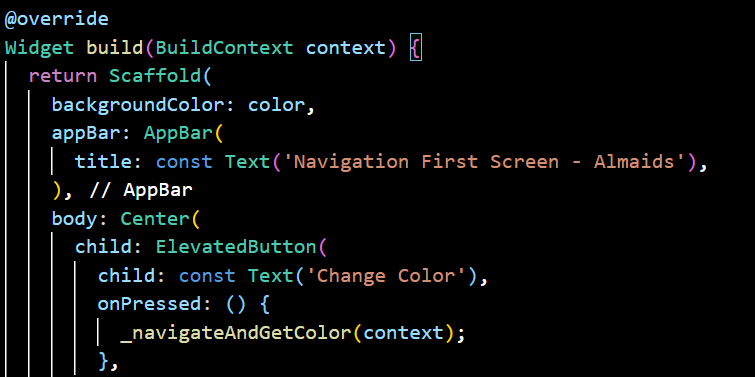 @override
Widget build(BuildContext context) {
return Scaffold(
backgroundColor: color,
appBar: AppBar(
title: const Text('Navigation First Screen - Almaids'),
), // AppBar
body: Center(
child: ElevatedButton(
child: const Text('Change Color'),
onPressed: () {
_navigateAndGetColor(context);
},